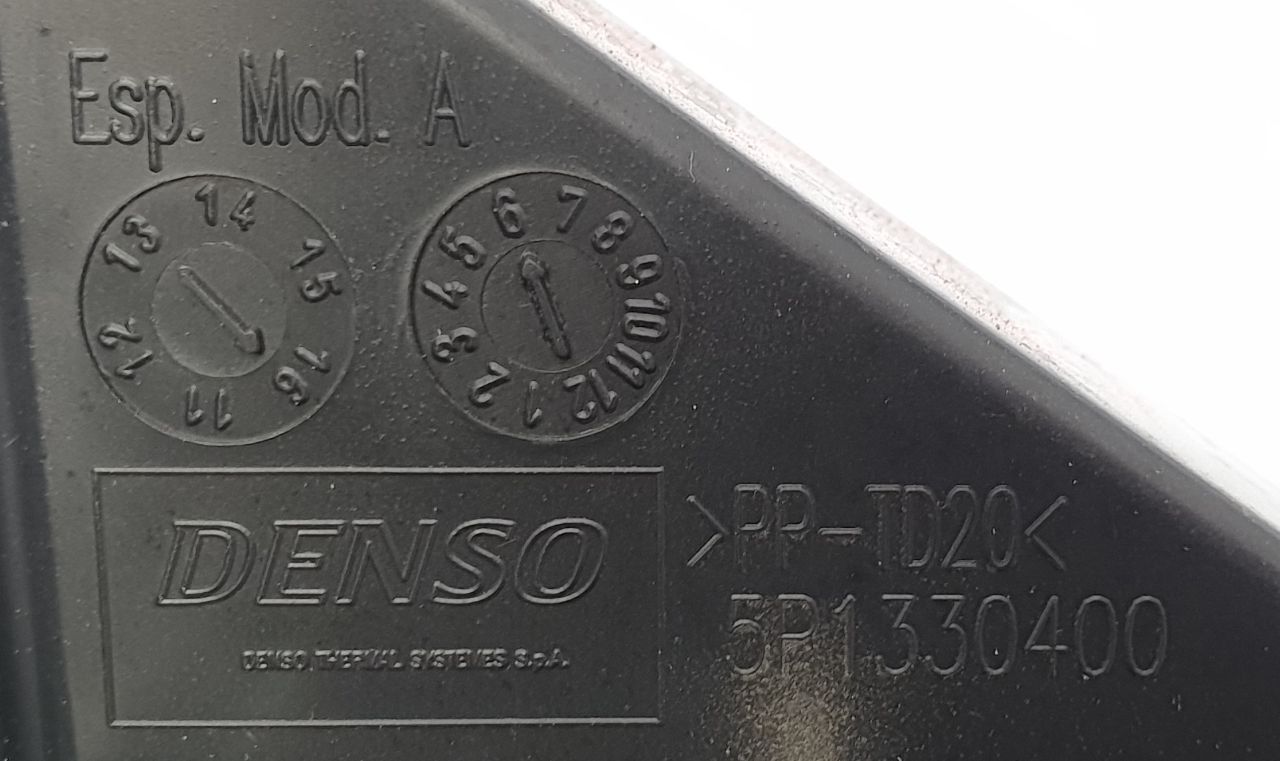 Esp. Mod. A
11 12 13 14 15 16
1 2 3 4 5 6 7 8 9 10 11 12
DENSO
DENSO THERMAL SYSTEMES, S.p.A.
>PP-TD20<
5P1330400